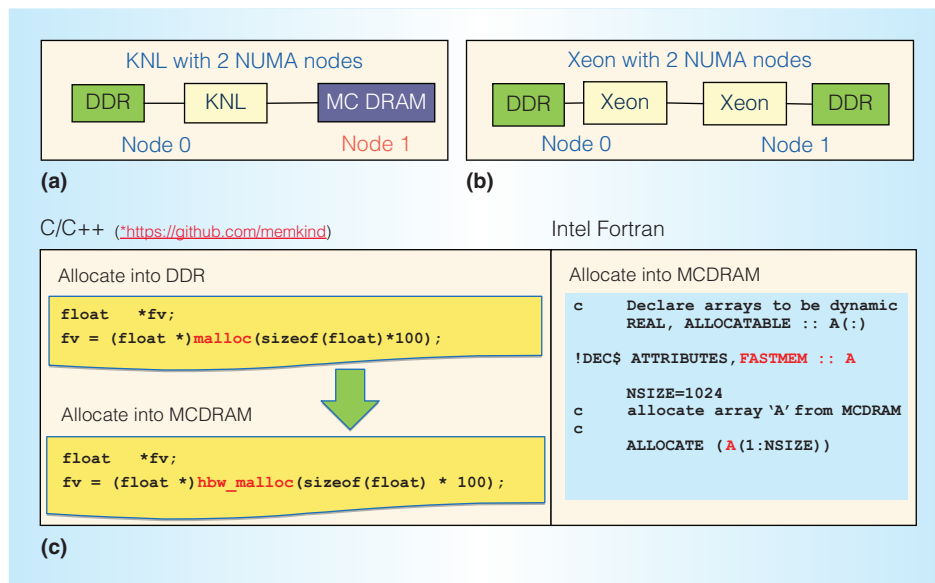 KNL with 2 NUMA nodes
DDR
KNL
MC DRAM
Node 0
Node 1
(a)
Xeon with 2 NUMA nodes
DDR
Xeon
Xeon
DDR
Node 0
Node 1
(b)
C/C++ (*https://github.com/memkind)
Allocate into DDR
float *fv;
fv = (float *)malloc(sizeof(float)*100);
Allocate into MCDRAM
float *fv;
fv = (float *)hbw_malloc(sizeof(float) * 100);
Intel Fortran
Allocate into MCDRAM
c Declare arrays to be dynamic
REAL, ALLOCATABLE :: A(:)
!DEC$ ATTRIBUTES,FASTMEM :: A
NSIZE=1024
c allocate array ‘A’ from MCDRAM
c
ALLOCATE (A(1:NSIZE))
(c)